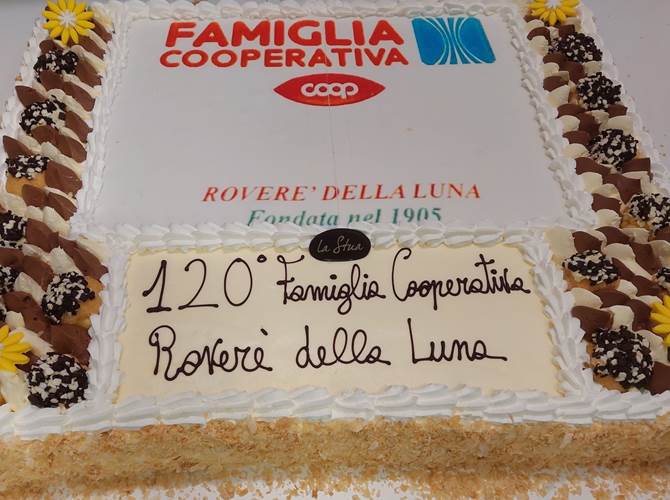 FAMIGLIA
COOPERATIVA
coop
ROVERE' DELLA LUNA
Fondata nel 1905
La Stua
120° Famiglia Cooperativa
Roverè della Luna